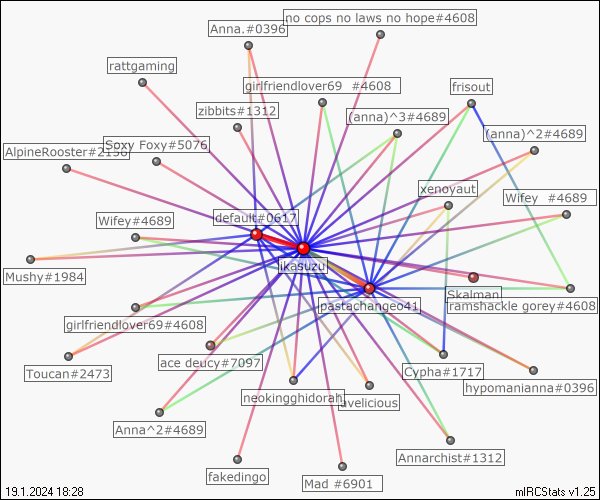 no cops no laws no hope#4608
Anna.#0396
rattgaming
girlfriendlover69 #4608
frisout
zibbits#1312
(anna)^3#4689
(anna)^2#4689
Soxy Foxy#5076
AlpineRooster#2156
xenoyaut
Wifey #4689
default#0617
Wifey#4689
ikasuzu
Mushy#1984
Skalman
pastachange041
ramshackle gorey#4608
girlfriendlover69#4608
ace deucy#7097
Toucan#2473
Cypha#1717
hypomanianna#0396
neokingghidorah
avelicious
Anna^2#4689
Annarchist#1312
fakedingo
Mad #6901
19.1.2024 18:28
mIRCStats v1.25